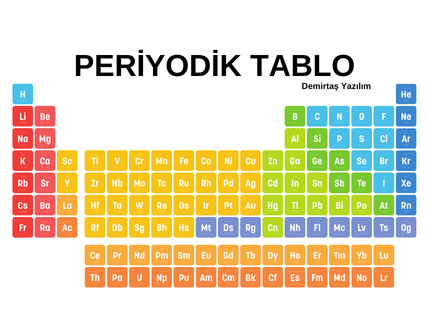 PERİYODİK TABLO
Demirtaş Yazılım
H He
Li Be B C N O F Ne
Na Mg Al Si P S Cl Ar
K Ca Sc Ti V Cr Mn Fe Co Ni Cu Zn Ga Ge As Se Br Kr
Rb Sr Y Zr Nb Mo Tc Ru Rh Pd Ag Cd In Sn Sb Te I Xe
Cs Ba La Hf Ta W Re Os Ir Pt Au Hg Tl Pb Bi Po At Rn
Fr Ra Ac Rf Db Sg Bh Hs Mt Ds Rg Cn Nh Fl Mc Lv Ts Og
Ce Pr Nd Pm Sm Eu Gd Tb Dy Ho Er Tm Yb Lu
Th Pa U Np Pu Am Cm Bk Cf Es Fm Md No Lr